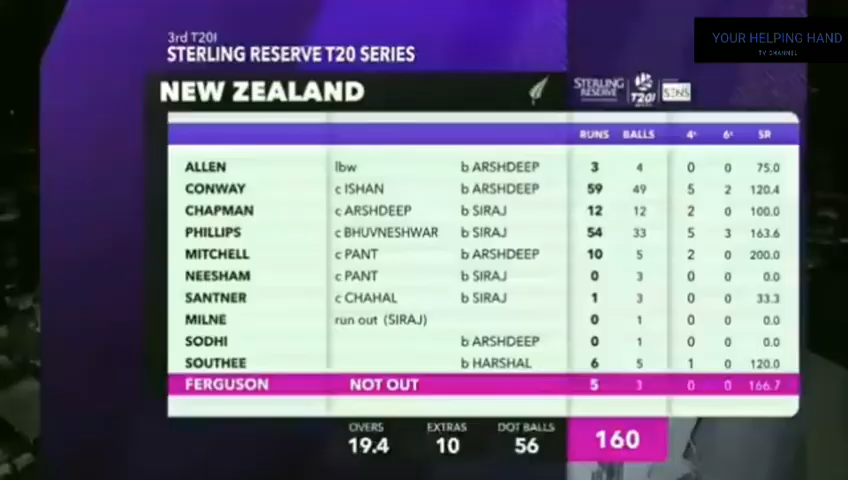 YOUR HELPING HAND
TV CHANNEL
3rd T20I
STERLING RESERVE T20 SERIES
NEW ZEALAND
STERLING RESERVE T20I SENS
RUNS BALLS 4s 6s SR
ALLEN lbw b ARSHDEEP 3 4 0 0 75.0
CONWAY c ISHAN b ARSHDEEP 59 49 5 2 120.4
CHAPMAN c ARSHDEEP b SIRAJ 12 12 2 0 100.0
PHILLIPS c BHUVNESHWAR b SIRAJ 54 33 5 3 163.6
MITCHELL c PANT b ARSHDEEP 10 5 2 0 200.0
NEESHAM c PANT b SIRAJ 0 3 0 0 0.0
SANTNER c CHAHAL b SIRAJ 1 3 0 0 33.3
MILNE run out (SIRAJ) 0 1 0 0 0.0
SODHI b ARSHDEEP 0 1 0 0 0.0
SOUTHEE b HARSHAL 6 5 1 0 120.0
FERGUSON NOT OUT 5 3 0 0 166.7
OVERS EXTRAS DOT BALLS
19.4 10 56 160